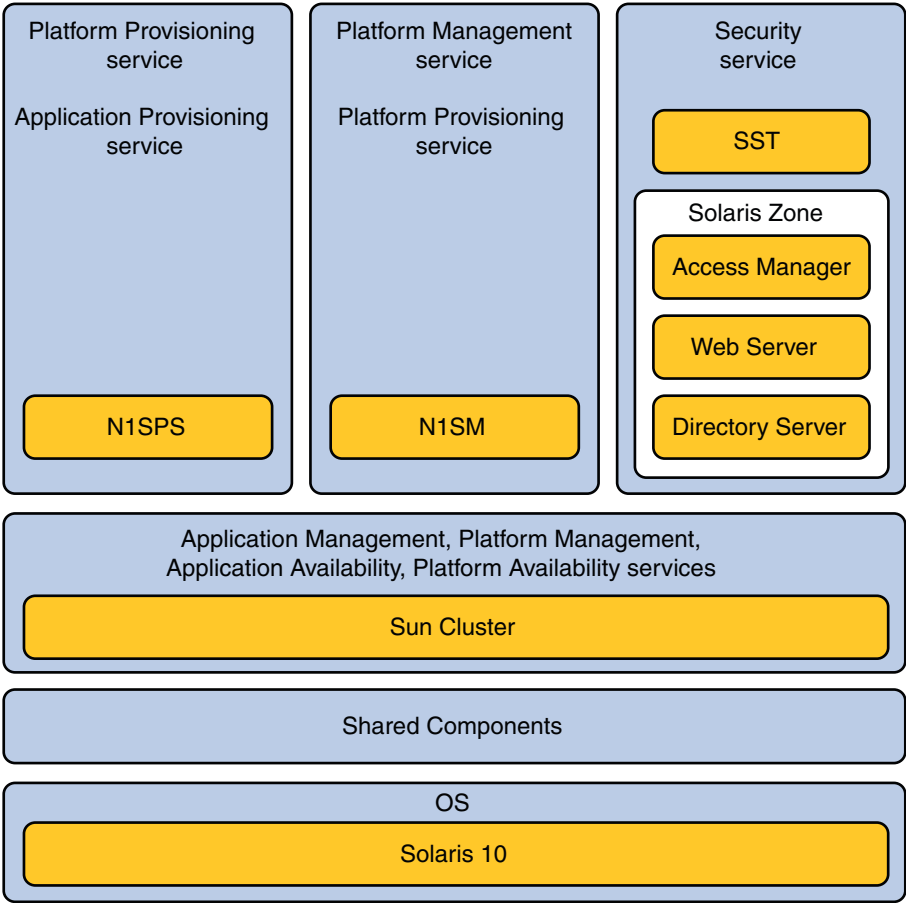 Platform Provisioning
service
Application Provisioning
service
N1SPS
Platform Management
service
Platform Provisioning
service
N1SM
Security
service
SST
Solaris Zone
Access Manager
Web Server
Directory Server
Application Management, Platform Management,
Application Availability, Platform Availability services
Sun Cluster
Shared Components
OS
Solaris 10